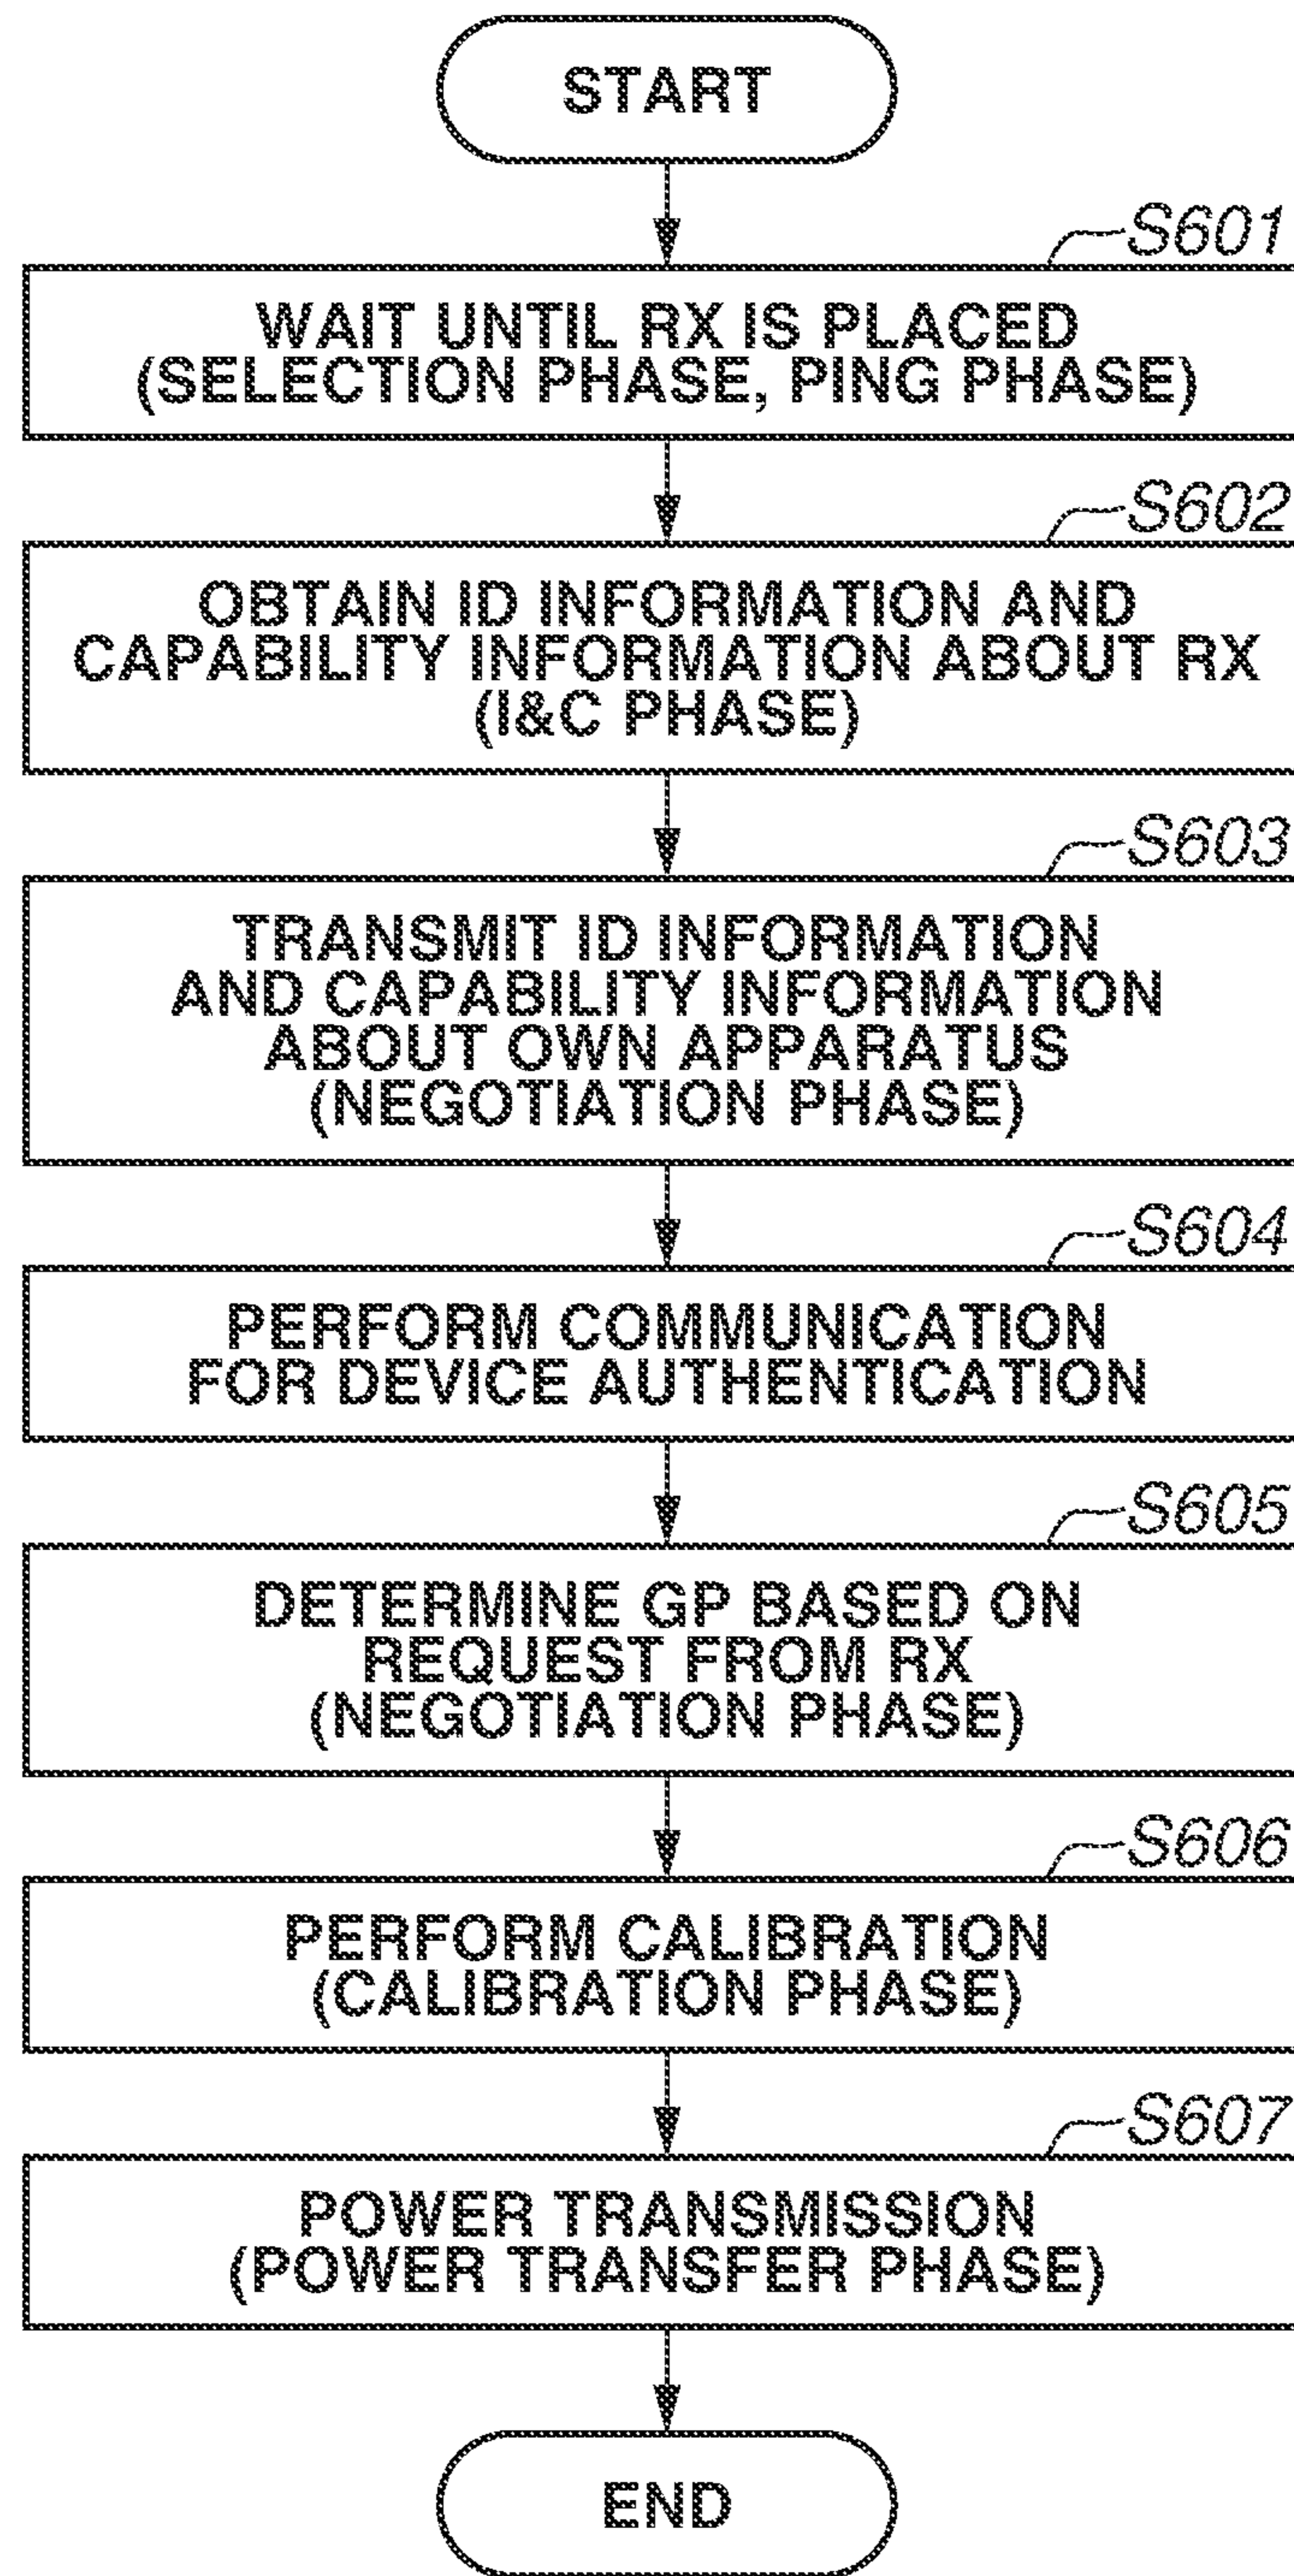 START
S601
WAIT UNTIL RX IS PLACED
(SELECTION PHASE, PING PHASE)
S602
OBTAIN ID INFORMATION AND
CAPABILITY INFORMATION ABOUT RX
(I&C PHASE)
S603
TRANSMIT ID INFORMATION
AND CAPABILITY INFORMATION
ABOUT OWN APPARATUS
(NEGOTIATION PHASE)
S604
PERFORM COMMUNICATION
FOR DEVICE AUTHENTICATION
S605
DETERMINE GP BASED ON
REQUEST FROM RX
(NEGOTIATION PHASE)
S606
PERFORM CALIBRATION
(CALIBRATION PHASE)
S607
POWER TRANSMISSION
(POWER TRANSFER PHASE)
END